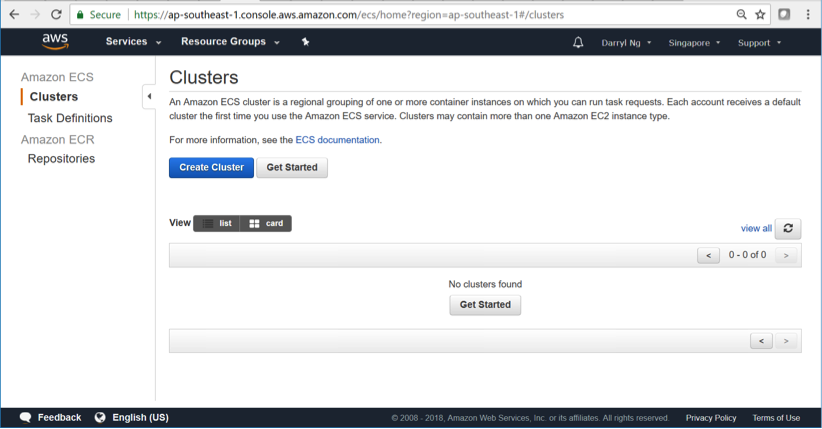 Secure
https://ap-southeast-1.console.aws.amazon.com/ecs/home?region=ap-southeast-1#/clusters
aws Services Resource Groups Darryl Ng Singapore Support
Amazon ECS
Clusters
Task Definitions
Amazon ECR
Repositories
Clusters
An Amazon ECS cluster is a regional grouping of one or more container instances on which you can run task requests. Each account receives a default
cluster the first time you use the Amazon ECS service. Clusters may contain more than one Amazon EC2 instance type.
For more information, see the ECS documentation.
Create Cluster Get Started
View list card
view all
< 0 - 0 of 0 >
No clusters found
Get Started
< >
Feedback English (US) © 2008 - 2018, Amazon Web Services, Inc. or its affiliates. All rights reserved. Privacy Policy Terms of Use